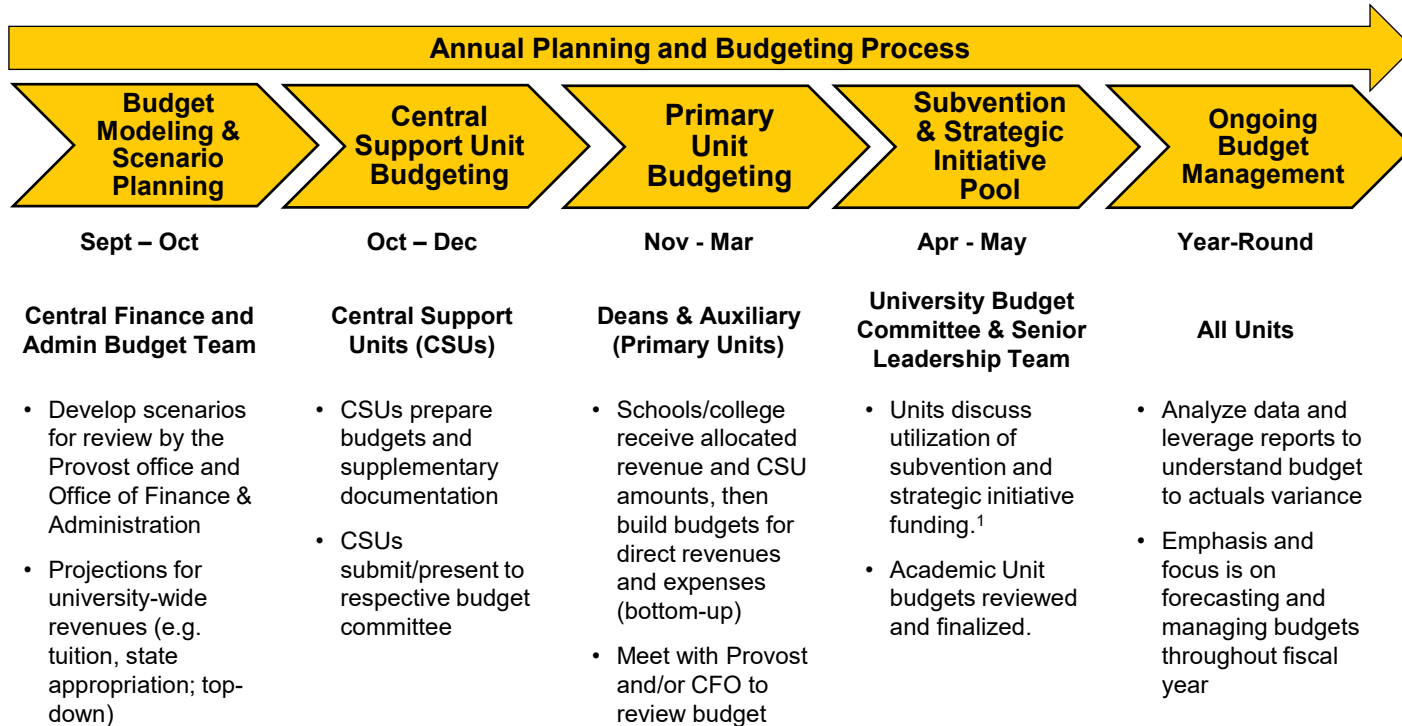 Annual Planning and Budgeting Process
Budget
Modeling &
Scenario
Planning
Central
Support Unit
Budgeting
Primary
Unit
Budgeting
Subvention
& Strategic
Initiative
Pool
Ongoing
Budget
Management
Sept – Oct
Oct – Dec
Nov - Mar
Apr - May
Year-Round
Central Finance and
Admin Budget Team
Central Support
Units (CSUs)
Deans & Auxiliary
(Primary Units)
University Budget
Committee & Senior
Leadership Team
All Units
• Develop scenarios
for review by the
Provost office and
Office of Finance &
Administration
• Projections for
university-wide
revenues (e.g.
tuition, state
appropriation; top-
down)
• CSUs prepare
budgets and
supplementary
documentation
• CSUs
submit/present to
respective budget
committee
• Schools/college
receive allocated
revenue and CSU
amounts, then
build budgets for
direct revenues
and expenses
(bottom-up)
• Meet with Provost
and/or CFO to
review budget
• Units discuss
utilization of
subvention and
strategic initiative
funding.¹
• Academic Unit
budgets reviewed
and finalized.
• Analyze data and
leverage reports to
understand budget
to actuals variance
• Emphasis and
focus is on
forecasting and
managing budgets
throughout fiscal
year